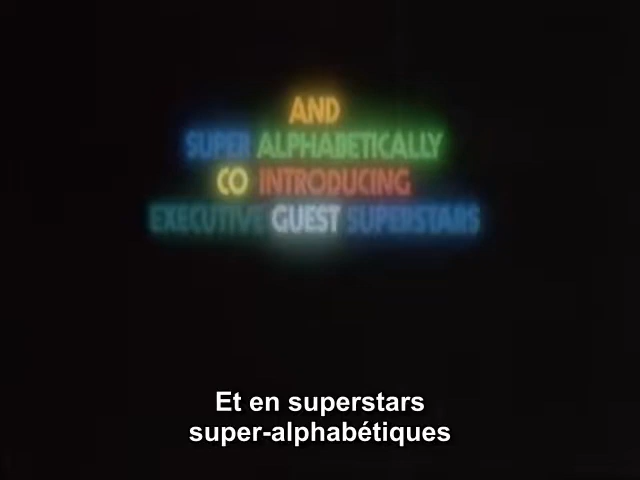 AND
SUPER ALPHABETICALLY
CO INTRODUCING
EXECUTIVE GUEST SUPERSTARS
Et en superstars
super-alphabétiques